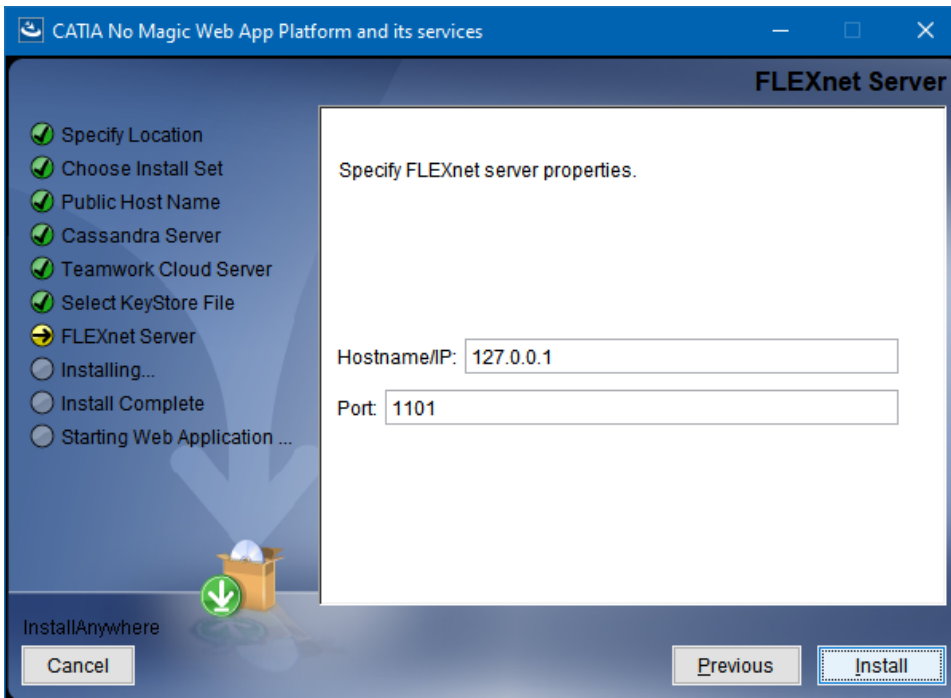 CATIA No Magic Web App Platform and its services
FLEXnet Server
Specify Location
Choose Install Set
Public Host Name
Cassandra Server
Teamwork Cloud Server
Select KeyStore File
FLEXnet Server
Installing...
Install Complete
Starting Web Application ...
Specify FLEXnet server properties.
Hostname/IP: 127.0.0.1
Port: 1101
InstallAnywhere
Cancel
Previous
Install